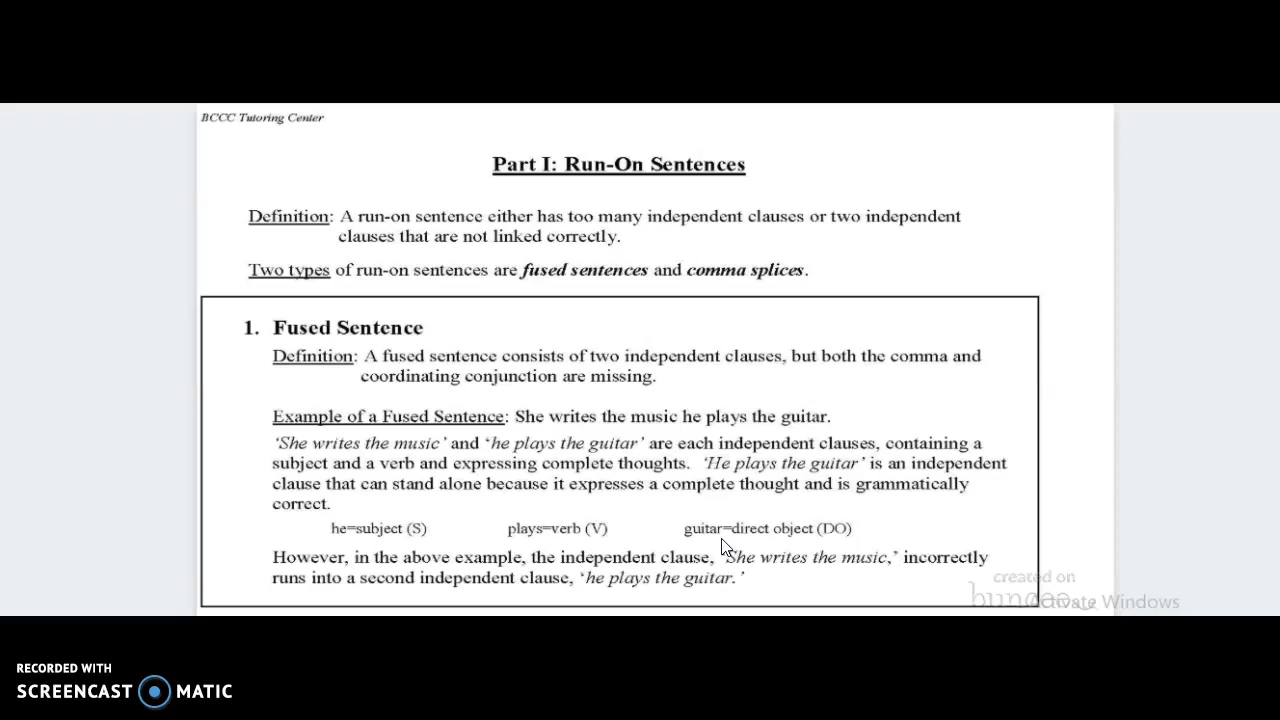 BCCC Tutoring Center
Part I: Run-On Sentences
Definition: A run-on sentence either has too many independent clauses or two independent
clauses that are not linked correctly.
Two types of run-on sentences are fused sentences and comma splices.
1. Fused Sentence
Definition: A fused sentence consists of two independent clauses, but both the comma and
coordinating conjunction are missing.
Example of a Fused Sentence: She writes the music he plays the guitar.
'She writes the music' and 'he plays the guitar' are each independent clauses, containing a
subject and a verb and expressing complete thoughts. 'He plays the guitar' is an independent
clause that can stand alone because it expresses a complete thought and is grammatically
correct.
he=subject (S) plays=verb (V) guitar=direct object (DO)
However, in the above example, the independent clause, 'She writes the music,' incorrectly
runs into a second independent clause, 'he plays the guitar.'
created on
buncee
Activate Windows
RECORDED WITH
SCREENCAST MATIC